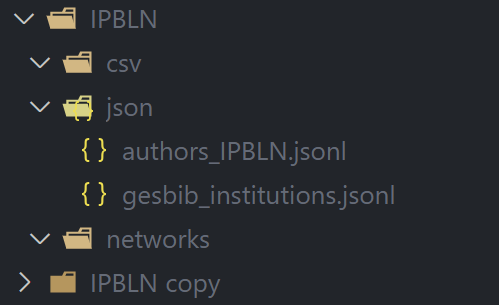 IPBLN
csv
json
authors_IPBLN.jsonl
gesbib_institutions.jsonl
networks
IPBLN copy